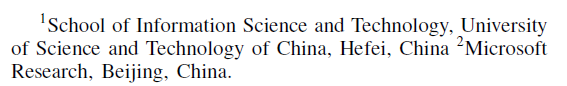 ¹School of Information Science and Technology, University
of Science and Technology of China, Hefei, China ²Microsoft
Research, Beijing, China.